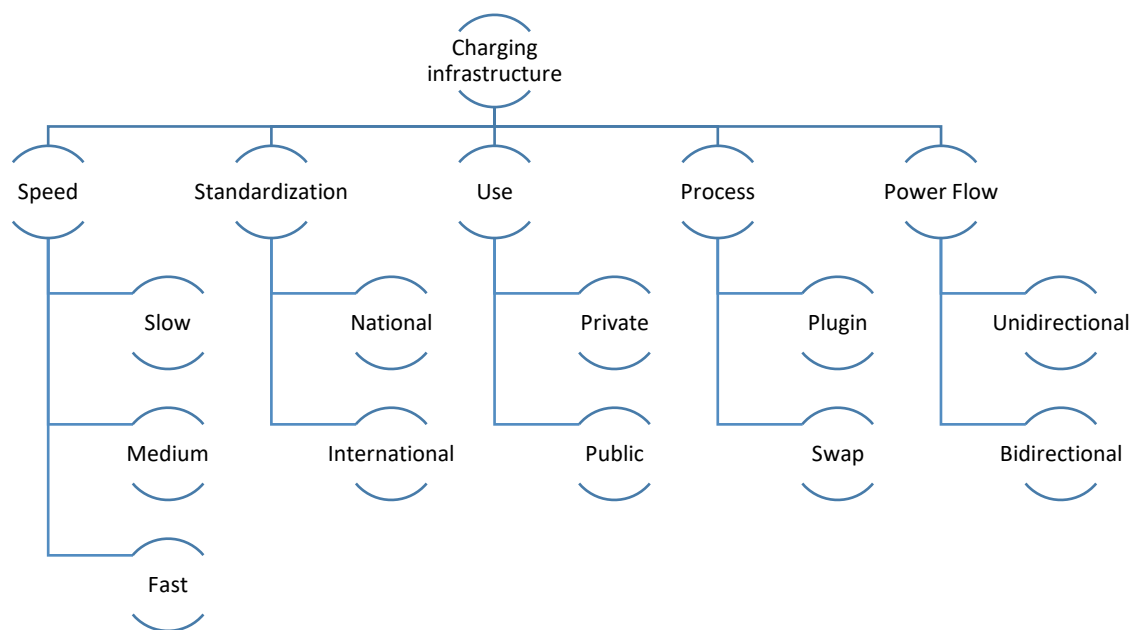 Charging
infrastructure
Speed
Standardization
Use
Process
Power Flow
Slow
National
Private
Plugin
Unidirectional
Medium
International
Public
Swap
Bidirectional
Fast